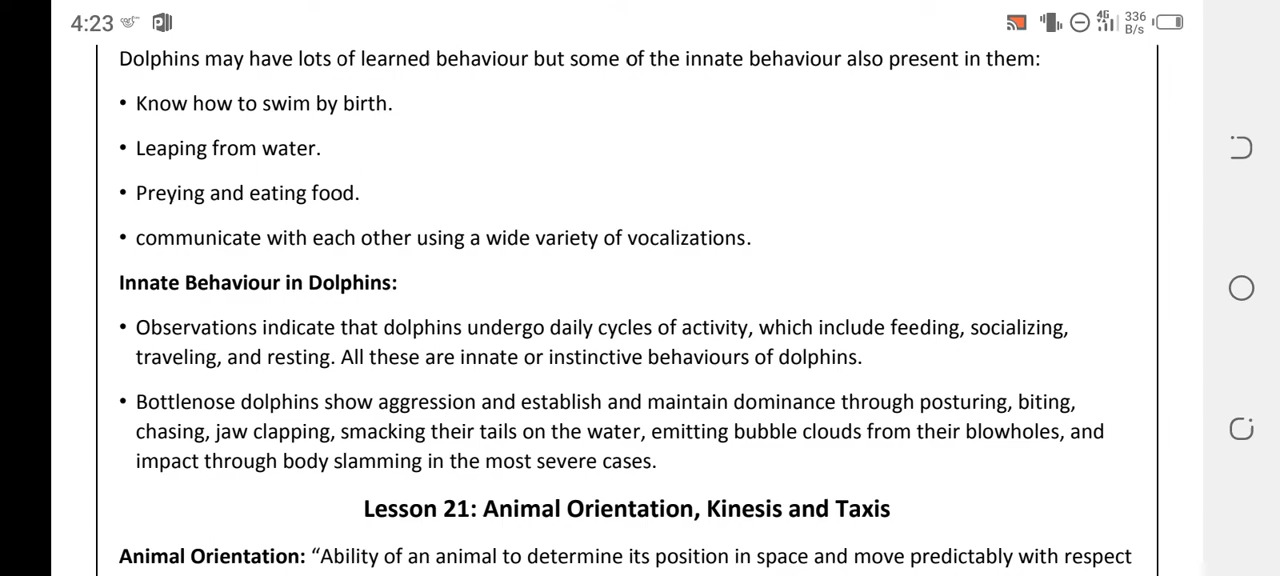 4:23
4G
336
B/s
Dolphins may have lots of learned behaviour but some of the innate behaviour also present in them:
• Know how to swim by birth.
• Leaping from water.
• Preying and eating food.
• communicate with each other using a wide variety of vocalizations.
Innate Behaviour in Dolphins:
• Observations indicate that dolphins undergo daily cycles of activity, which include feeding, socializing,
traveling, and resting. All these are innate or instinctive behaviours of dolphins.
• Bottlenose dolphins show aggression and establish and maintain dominance through posturing, biting,
chasing, jaw clapping, smacking their tails on the water, emitting bubble clouds from their blowholes, and
impact through body slamming in the most severe cases.
Lesson 21: Animal Orientation, Kinesis and Taxis
Animal Orientation: “Ability of an animal to determine its position in space and move predictably with respect